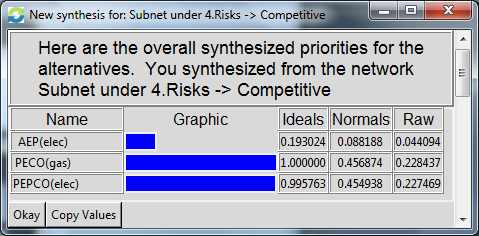 New synthesis for: Subnet under 4.Risks -> Competitive
Here are the overall synthesized priorities for the
alternatives. You synthesized from the network
Subnet under 4.Risks -> Competitive
Name Graphic Ideals Normals Raw
AEP(elec) 0.193024 0.088188 0.044094
PECO(gas) 1.000000 0.456874 0.228437
PEPCO(elec) 0.995763 0.454938 0.227469
Okay Copy Values